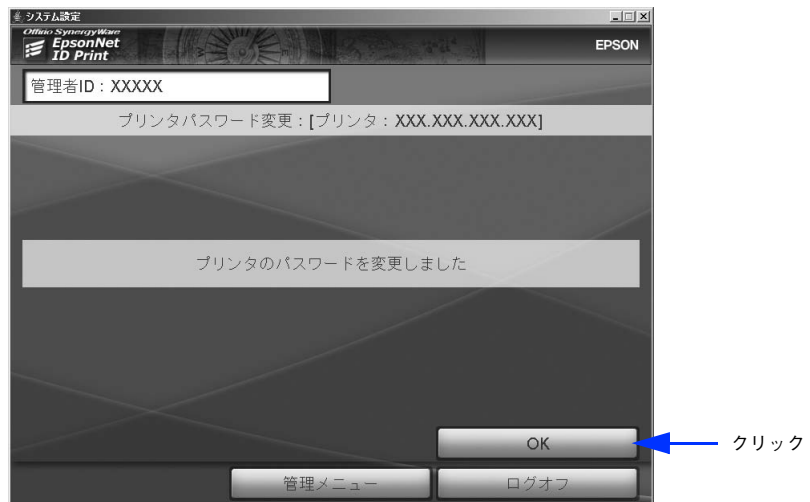 システム設定
Offirio SynergyWare
EpsonNet
ID Print
EPSON
管理者ID：XXXXX
プリンタパスワード変更：[プリンタ：XXX.XXX.XXX.XXX]
プリンタのパスワードを変更しました
OK
クリック
管理メニュー
ログオフ